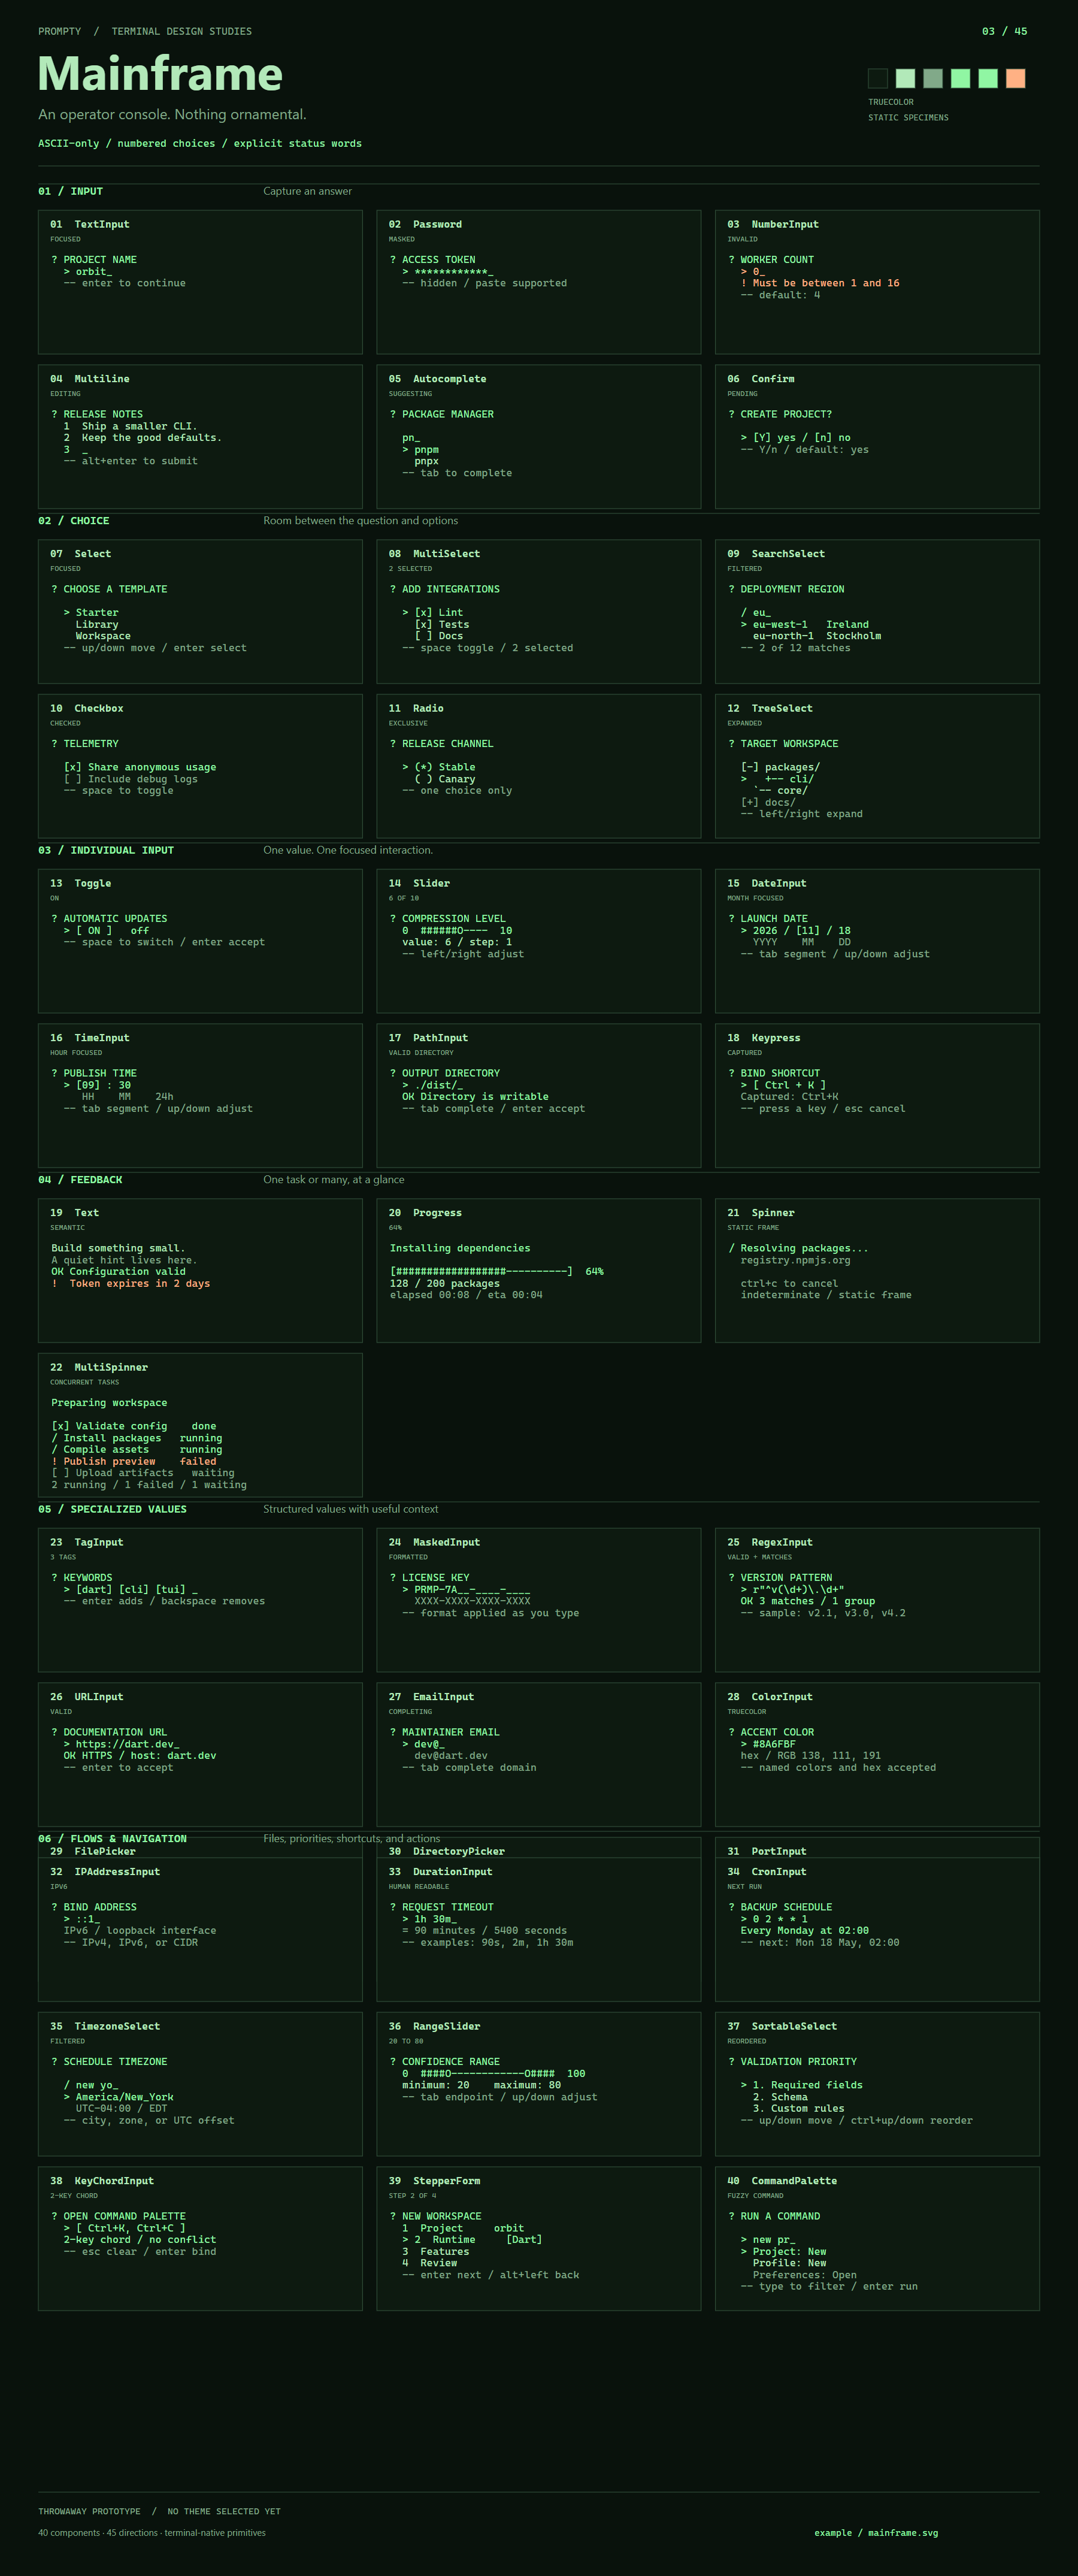 PROMPTY / TERMINAL DESIGN STUDIES
03 / 45
Mainframe
An operator console. Nothing ornamental.
TRUECOLOR
STATIC SPECIMENS
ASCII-only / numbered choices / explicit status words
01 / INPUT
Capture an answer
01 TextInput
FOCUSED
? PROJECT NAME
> orbit_
-- enter to continue
02 Password
MASKED
? ACCESS TOKEN
> ************_
-- hidden / paste supported
03 NumberInput
INVALID
? WORKER COUNT
> 0_
! Must be between 1 and 16
-- default: 4
04 Multiline
EDITING
? RELEASE NOTES
1 Ship a smaller CLI.
2 Keep the good defaults.
3 _
-- alt+enter to submit
05 Autocomplete
SUGGESTING
? PACKAGE MANAGER
pn_
> pnpm
pnpx
-- tab to complete
06 Confirm
PENDING
? CREATE PROJECT?
> [Y] yes / [n] no
-- Y/n / default: yes
02 / CHOICE
Room between the question and options
07 Select
FOCUSED
? CHOOSE A TEMPLATE
> Starter
Library
Workspace
-- up/down move / enter select
08 MultiSelect
2 SELECTED
? ADD INTEGRATIONS
> [x] Lint
[x] Tests
[ ] Docs
-- space toggle / 2 selected
09 SearchSelect
FILTERED
? DEPLOYMENT REGION
/ eu_
> eu-west-1 Ireland
eu-north-1 Stockholm
-- 2 of 12 matches
10 Checkbox
CHECKED
? TELEMETRY
[x] Share anonymous usage
[ ] Include debug logs
-- space to toggle
11 Radio
EXCLUSIVE
? RELEASE CHANNEL
> (*) Stable
( ) Canary
-- one choice only
12 TreeSelect
EXPANDED
? TARGET WORKSPACE
[-] packages/
> +-- cli/
`-- core/
[+] docs/
-- left/right expand
03 / INDIVIDUAL INPUT
One value. One focused interaction.
13 Toggle
ON
? AUTOMATIC UPDATES
> [ ON ] off
-- space to switch / enter accept
14 Slider
6 OF 10
? COMPRESSION LEVEL
0 ######O---- 10
value: 6 / step: 1
-- left/right adjust
15 DateInput
MONTH FOCUSED
? LAUNCH DATE
> 2026 / [11] / 18
YYYY MM DD
-- tab segment / up/down adjust
16 TimeInput
HOUR FOCUSED
? PUBLISH TIME
> [09] : 30
HH MM 24h
-- tab segment / up/down adjust
17 PathInput
VALID DIRECTORY
? OUTPUT DIRECTORY
> ./dist/_
OK Directory is writable
-- tab complete / enter accept
18 Keypress
CAPTURED
? BIND SHORTCUT
> [ Ctrl + K ]
Captured: Ctrl+K
-- press a key / esc cancel
04 / FEEDBACK
One task or many, at a glance
19 Text
SEMANTIC
Build something small.
A quiet hint lives here.
OK Configuration valid
! Token expires in 2 days
20 Progress
64%
Installing dependencies
[##################----------] 64%
128 / 200 packages
elapsed 00:08 / eta 00:04
21 Spinner
STATIC FRAME
/ Resolving packages...
registry.npmjs.org
ctrl+c to cancel
indeterminate / static frame
22 MultiSpinner
CONCURRENT TASKS
Preparing workspace
[x] Validate config done
/ Install packages running
/ Compile assets running
! Publish preview failed
[ ] Upload artifacts waiting
2 running / 1 failed / 1 waiting
05 / SPECIALIZED VALUES
Structured values with useful context
23 TagInput
3 TAGS
? KEYWORDS
> [dart] [cli] [tui] _
-- enter adds / backspace removes
24 MaskedInput
FORMATTED
? LICENSE KEY
> PRMP-7A__-____-____
XXXX-XXXX-XXXX-XXXX
-- format applied as you type
25 RegexInput
VALID + MATCHES
? VERSION PATTERN
> r"^v(\d+)\.\d+"
OK 3 matches / 1 group
-- sample: v2.1, v3.0, v4.2
26 URLInput
VALID
? DOCUMENTATION URL
> https://dart.dev_
OK HTTPS / host: dart.dev
-- enter to accept
27 EmailInput
COMPLETING
? MAINTAINER EMAIL
> dev@_
dev@dart.dev
-- tab complete domain
28 ColorInput
TRUECOLOR
? ACCENT COLOR
> #8A6FBF
hex / RGB 138, 111, 191
-- named colors and hex accepted
06 / FLOWS & NAVIGATION
Files, priorities, shortcuts, and actions
29 FilePicker
30 DirectoryPicker
31 PortInput
32 IPAddressInput
IPV6
? BIND ADDRESS
> ::1_
IPv6 / loopback interface
-- IPv4, IPv6, or CIDR
33 DurationInput
HUMAN READABLE
? REQUEST TIMEOUT
> 1h 30m_
= 90 minutes / 5400 seconds
-- examples: 90s, 2m, 1h 30m
34 CronInput
NEXT RUN
? BACKUP SCHEDULE
> 0 2 * * 1
Every Monday at 02:00
-- next: Mon 18 May, 02:00
35 TimezoneSelect
FILTERED
? SCHEDULE TIMEZONE
/ new yo_
> America/New_York
UTC-04:00 / EDT
-- city, zone, or UTC offset
36 RangeSlider
20 TO 80
? CONFIDENCE RANGE
0 ####O------------O#### 100
minimum: 20 maximum: 80
-- tab endpoint / up/down adjust
37 SortableSelect
REORDERED
? VALIDATION PRIORITY
> 1. Required fields
2. Schema
3. Custom rules
-- up/down move / ctrl+up/down reorder
38 KeyChordInput
2-KEY CHORD
? OPEN COMMAND PALETTE
> [ Ctrl+K, Ctrl+C ]
2-key chord / no conflict
-- esc clear / enter bind
39 StepperForm
STEP 2 OF 4
? NEW WORKSPACE
1 Project orbit
> 2 Runtime [Dart]
3 Features
4 Review
-- enter next / alt+left back
40 CommandPalette
FUZZY COMMAND
? RUN A COMMAND
> new pr_
> Project: New
Profile: New
Preferences: Open
-- type to filter / enter run
THROWAWAY PROTOTYPE / NO THEME SELECTED YET
40 components · 45 directions · terminal-native primitives
example / mainframe.svg